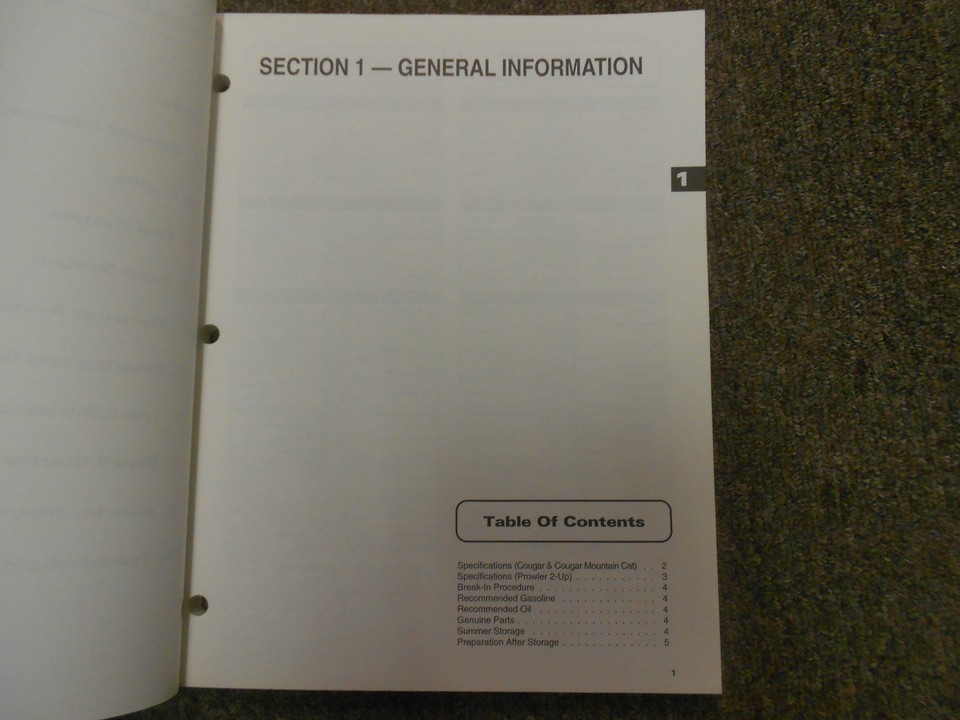 SECTION 1 — GENERAL INFORMATION
1
Table Of Contents
Specifications (Cougar & Cougar Mountain Cat) . . 2
Specifications (Prowler 2-Up) . . . . . . . . . . . 3
Break-In Procedure . . . . . . . . . . . . . . . . 4
Recommended Gasoline . . . . . . . . . . . . . 4
Recommended Oil . . . . . . . . . . . . . . . . 4
Genuine Parts . . . . . . . . . . . . . . . . . . . 4
Summer Storage . . . . . . . . . . . . . . . . . 4
Preparation After Storage . . . . . . . . . . . . . 5
1